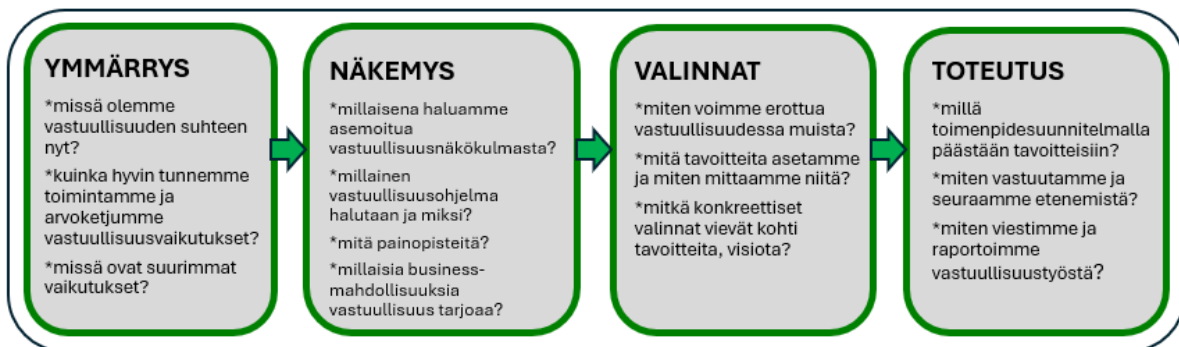 YMMÄRRYS
*missä olemme
vastuullisuuden suhteen
nyt?
*kuinka hyvin tunnemme
toimintamme ja
arvoketjumme
vastuullisuusvaikutukset?
*missä ovat suurimmat
vaikutukset?
NÄKEMYS
*millaisena haluamme
asemoitua
vastuullisuusnäkökulmasta?
*millainen
vastuullisuusohjelma
halutaan ja miksi?
*mitä painopisteitä?
*millaisia business-
mahdollisuuksia
vastuullisuus tarjoaa?
VALINNAT
*miten voimme erottua
vastuullisuudessa muista?
*mitä tavoitteita asetamme
ja miten mittaamme niitä?
*mitkä konkreettiset
valinnat vievät kohti
tavoitteita, visiota?
TOTEUTUS
*millä
toimenpidesuunnitelmalla
päästään tavoitteisiin?
*miten vastuutamme ja
seuraamme etenemistä?
*miten viestimme ja
raportoimme
vastuullisuustyöstä?